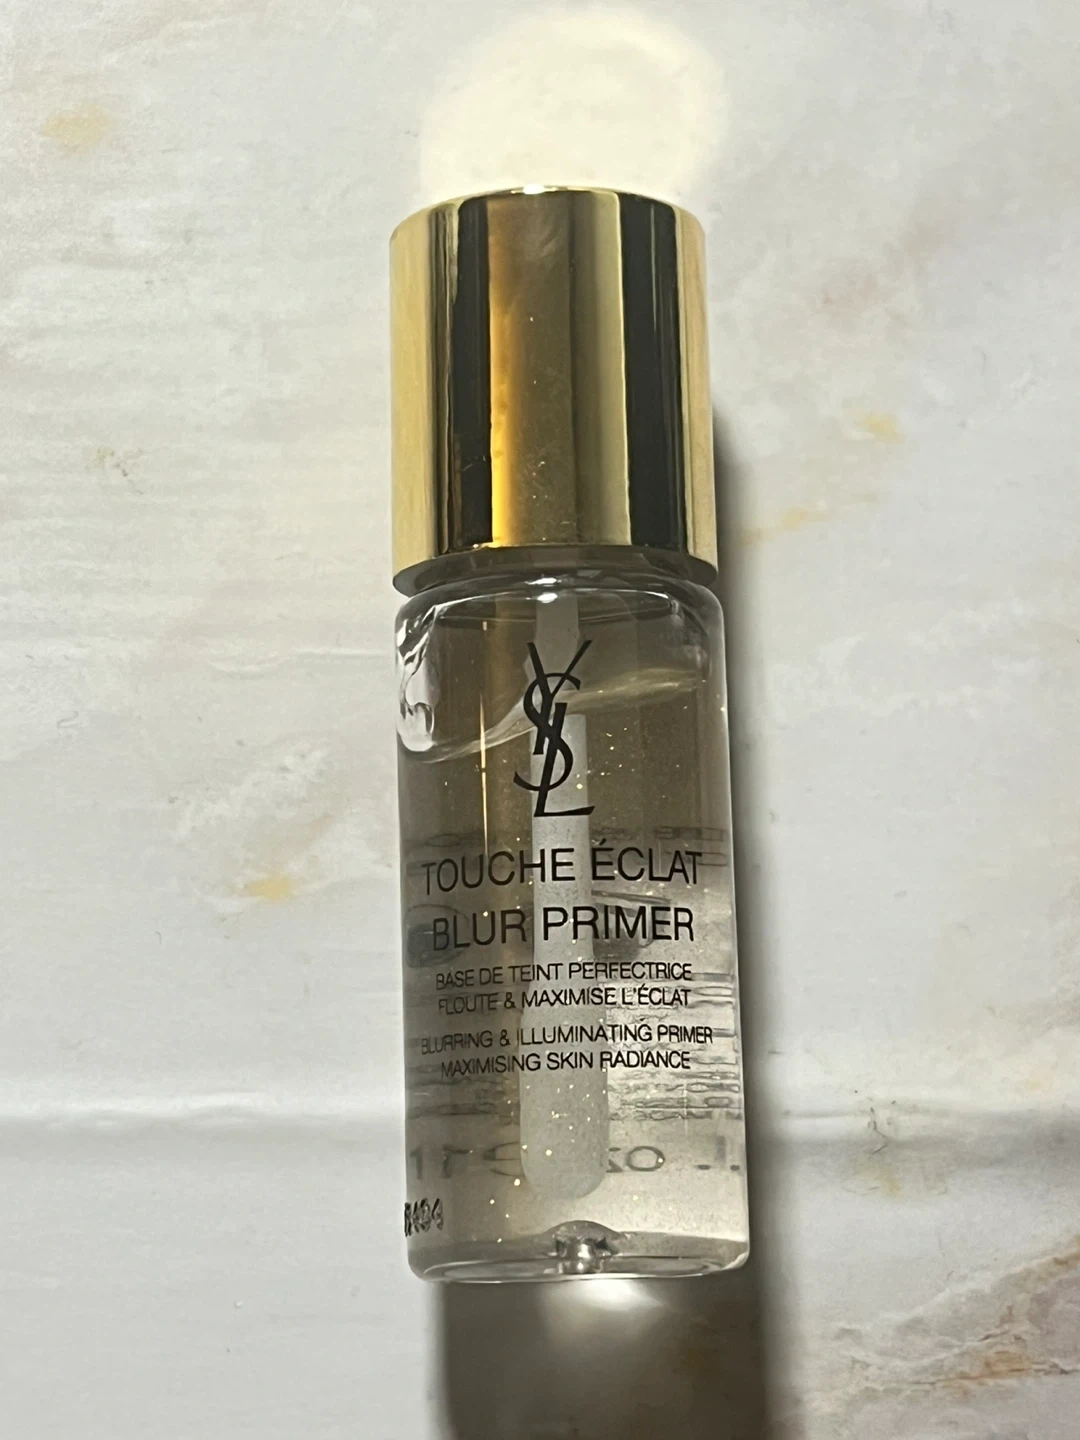 YSL
TOUCHE ÉCLAT
BLUR PRIMER
BASE DE TEINT PERFECTRICE
FLOUTE & MAXIMISE L'ÉCLAT
BLURRING & ILLUMINATING PRIMER
MAXIMISING SKIN RADIANCE